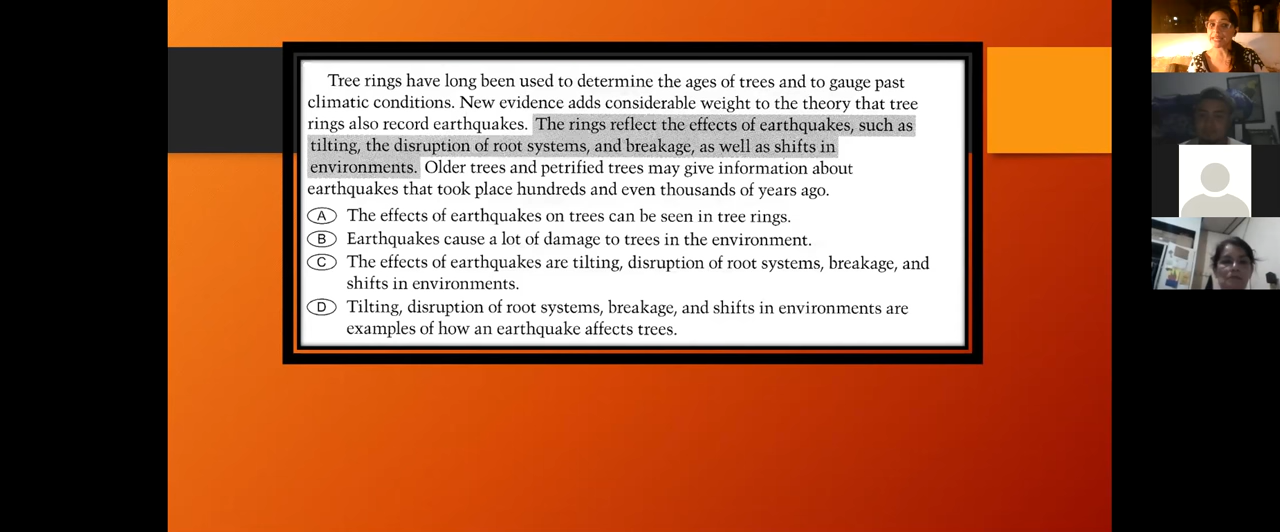 Tree rings have long been used to determine the ages of trees and to gauge past
climatic conditions. New evidence adds considerable weight to the theory that tree
rings also record earthquakes. The rings reflect the effects of earthquakes, such as
tilting, the disruption of root systems, and breakage, as well as shifts in
environments. Older trees and petrified trees may give information about
earthquakes that took place hundreds and even thousands of years ago.
A The effects of earthquakes on trees can be seen in tree rings.
B Earthquakes cause a lot of damage to trees in the environment.
C The effects of earthquakes are tilting, disruption of root systems, breakage, and
shifts in environments.
D Tilting, disruption of root systems, breakage, and shifts in environments are
examples of how an earthquake affects trees.